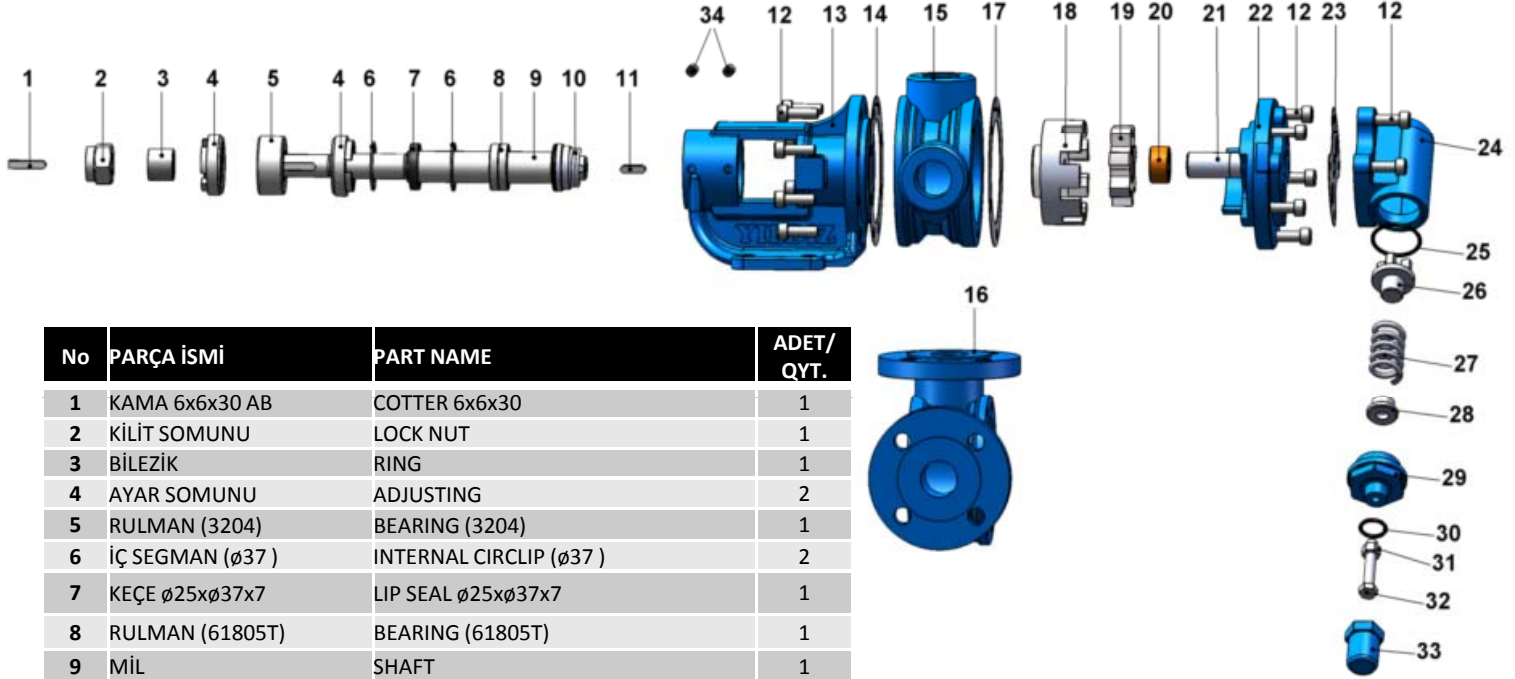 34 12 13 14 15 17 18 19 20 21 22 12 23 12
1 2 3 4 5 4 6 7 6 8 9 10 11
24
25
26
16
27
28
29
30
31
32
33
No PARÇA İSMİ PART NAME ADET/
QYT.
1 KAMA 6x6x30 AB COTTER 6x6x30 1
2 KİLİT SOMUNU LOCK NUT 1
3 BİLEZİK RING 1
4 AYAR SOMUNU ADJUSTING 2
5 RULMAN (3204) BEARING (3204) 1
6 İÇ SEGMAN (ø37 ) INTERNAL CIRCLIP (ø37 ) 2
7 KEÇE ø25xø37x7 LIP SEAL ø25xø37x7 1
8 RULMAN (61805T) BEARING (61805T) 1
9 MİL SHAFT 1